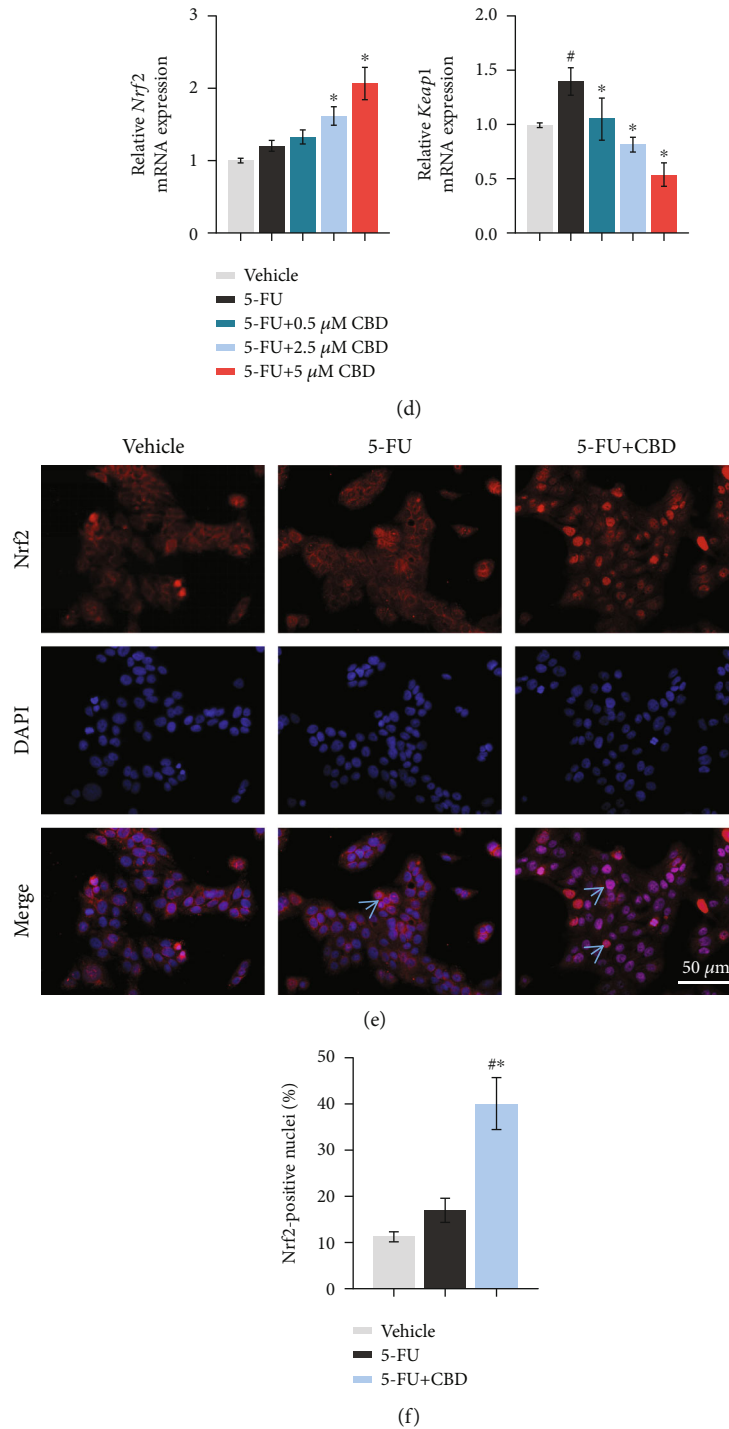 Relative Nrf2
mRNA expression
3
2
1
0
*
*
Relative Keap1
mRNA expression
2.0
1.5
1.0
0.5
0.0
#
*
*
*
Vehicle
5-FU
5-FU+0.5 μM CBD
5-FU+2.5 μM CBD
5-FU+5 μM CBD
(d)
Vehicle
5-FU
5-FU+CBD
Nrf2
DAPI
Merge
50 μm
(e)
Nrf2-positive nuclei (%)
50
40
30
20
10
0
#*
Vehicle
5-FU
5-FU+CBD
(f)